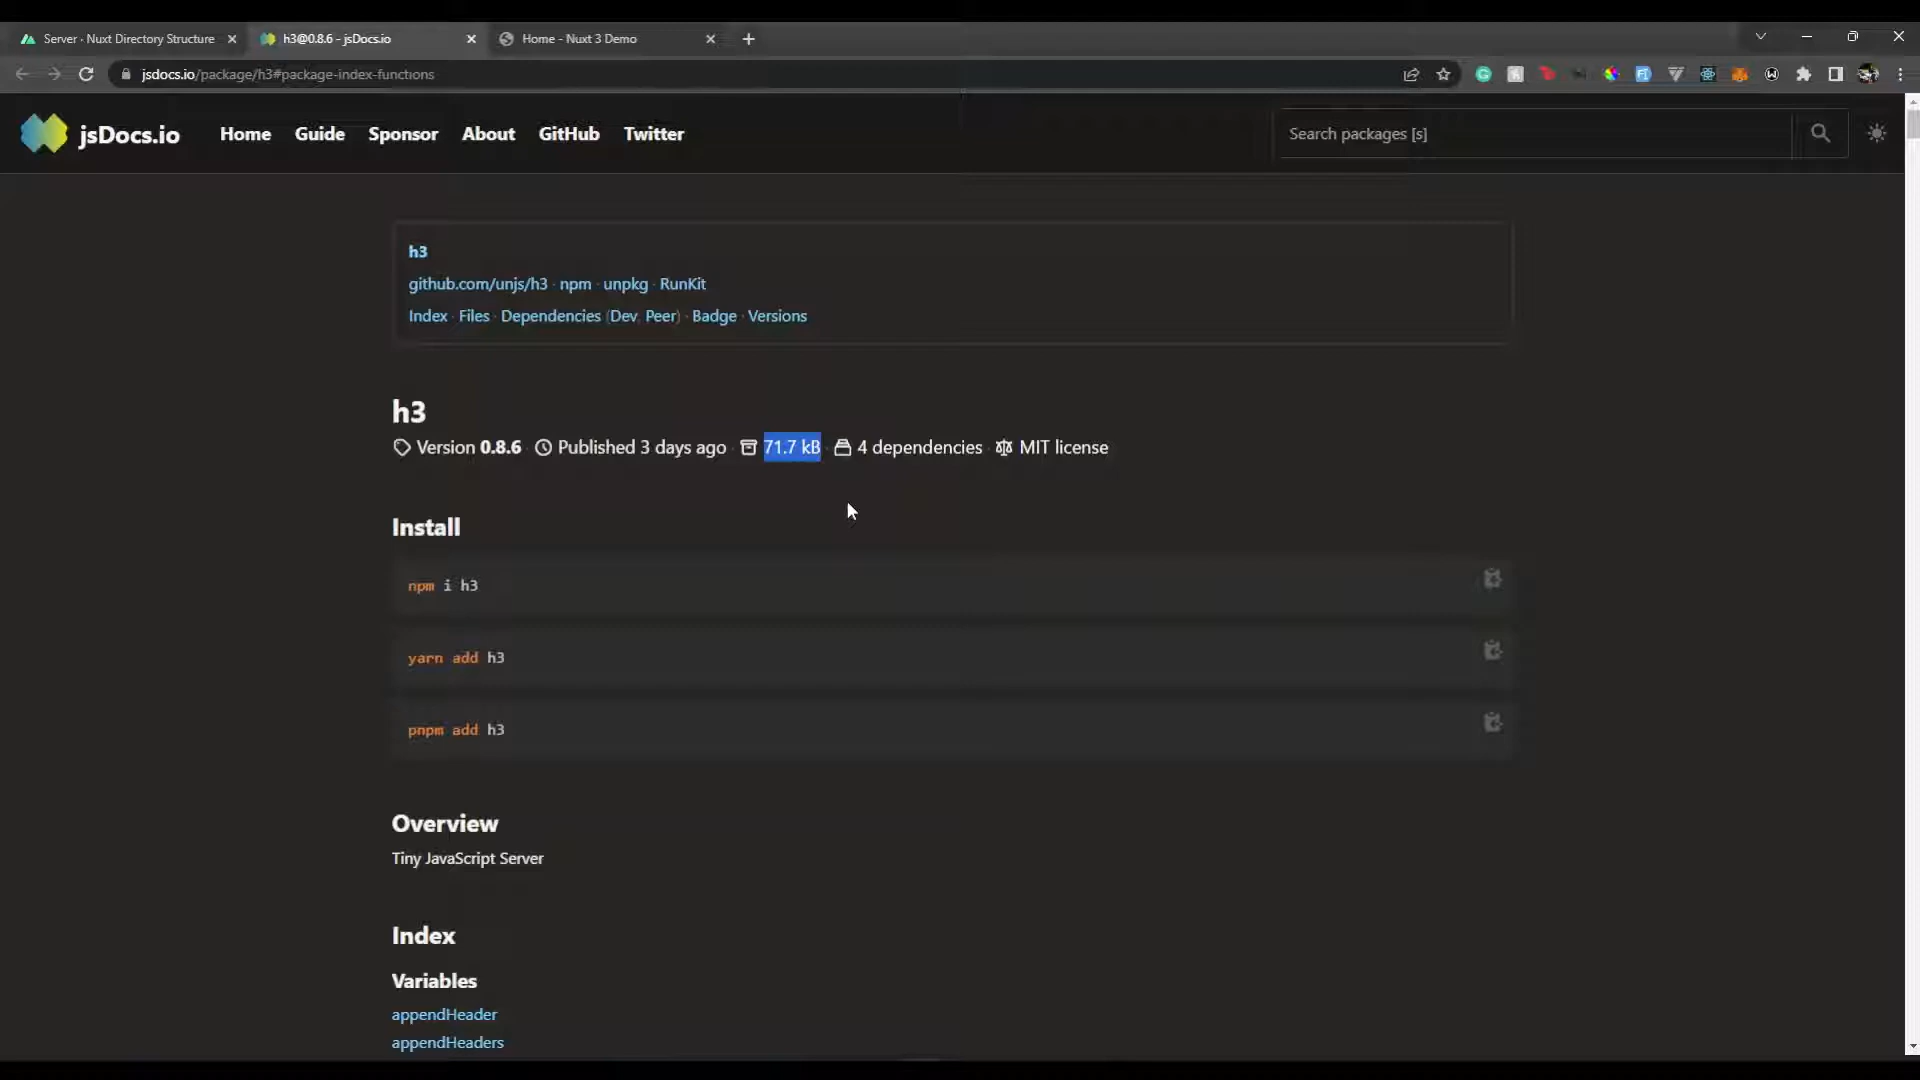 Server · Nuxt Directory Structure
h3@0.8.6 - jsDocs.io
Home - Nuxt 3 Demo
jsdocs.io/package/h3#package-index-functions
jsDocs.io
Home
Guide
Sponsor
About
GitHub
Twitter
Search packages [s]
h3
github.com/unjs/h3 · npm · unpkg · RunKit
Index · Files · Dependencies (Dev, Peer) · Badge · Versions
h3
Version 0.8.6 · Published 3 days ago · 71.7 kB · 4 dependencies · MIT license
Install
npm i h3
yarn add h3
pnpm add h3
Overview
Tiny JavaScript Server
Index
Variables
appendHeader
appendHeaders